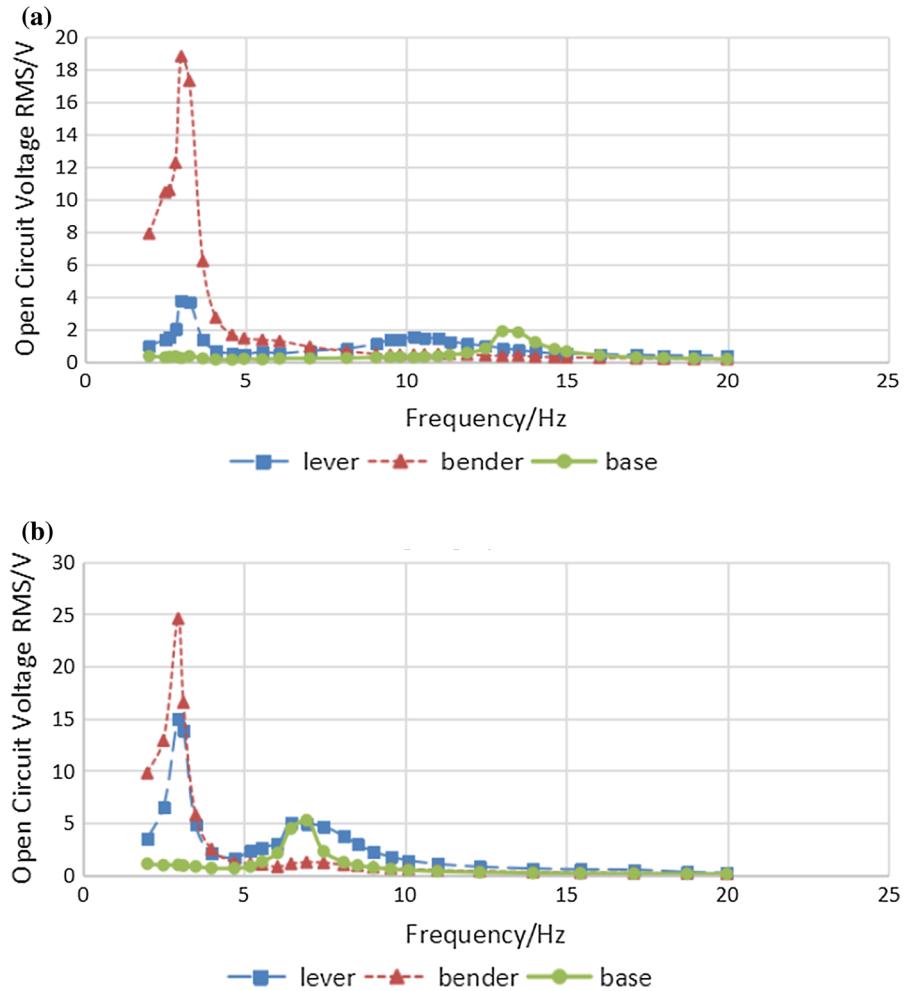 (a)
Open Circuit Voltage RMS/V
20
18
16
14
12
10
8
6
4
2
0
0 5 10 15 20 25
Frequency/Hz
lever bender base
(b)
Open Circuit Voltage RMS/V
30
25
20
15
10
5
0
0 5 10 15 20 25
Frequency/Hz
lever bender base